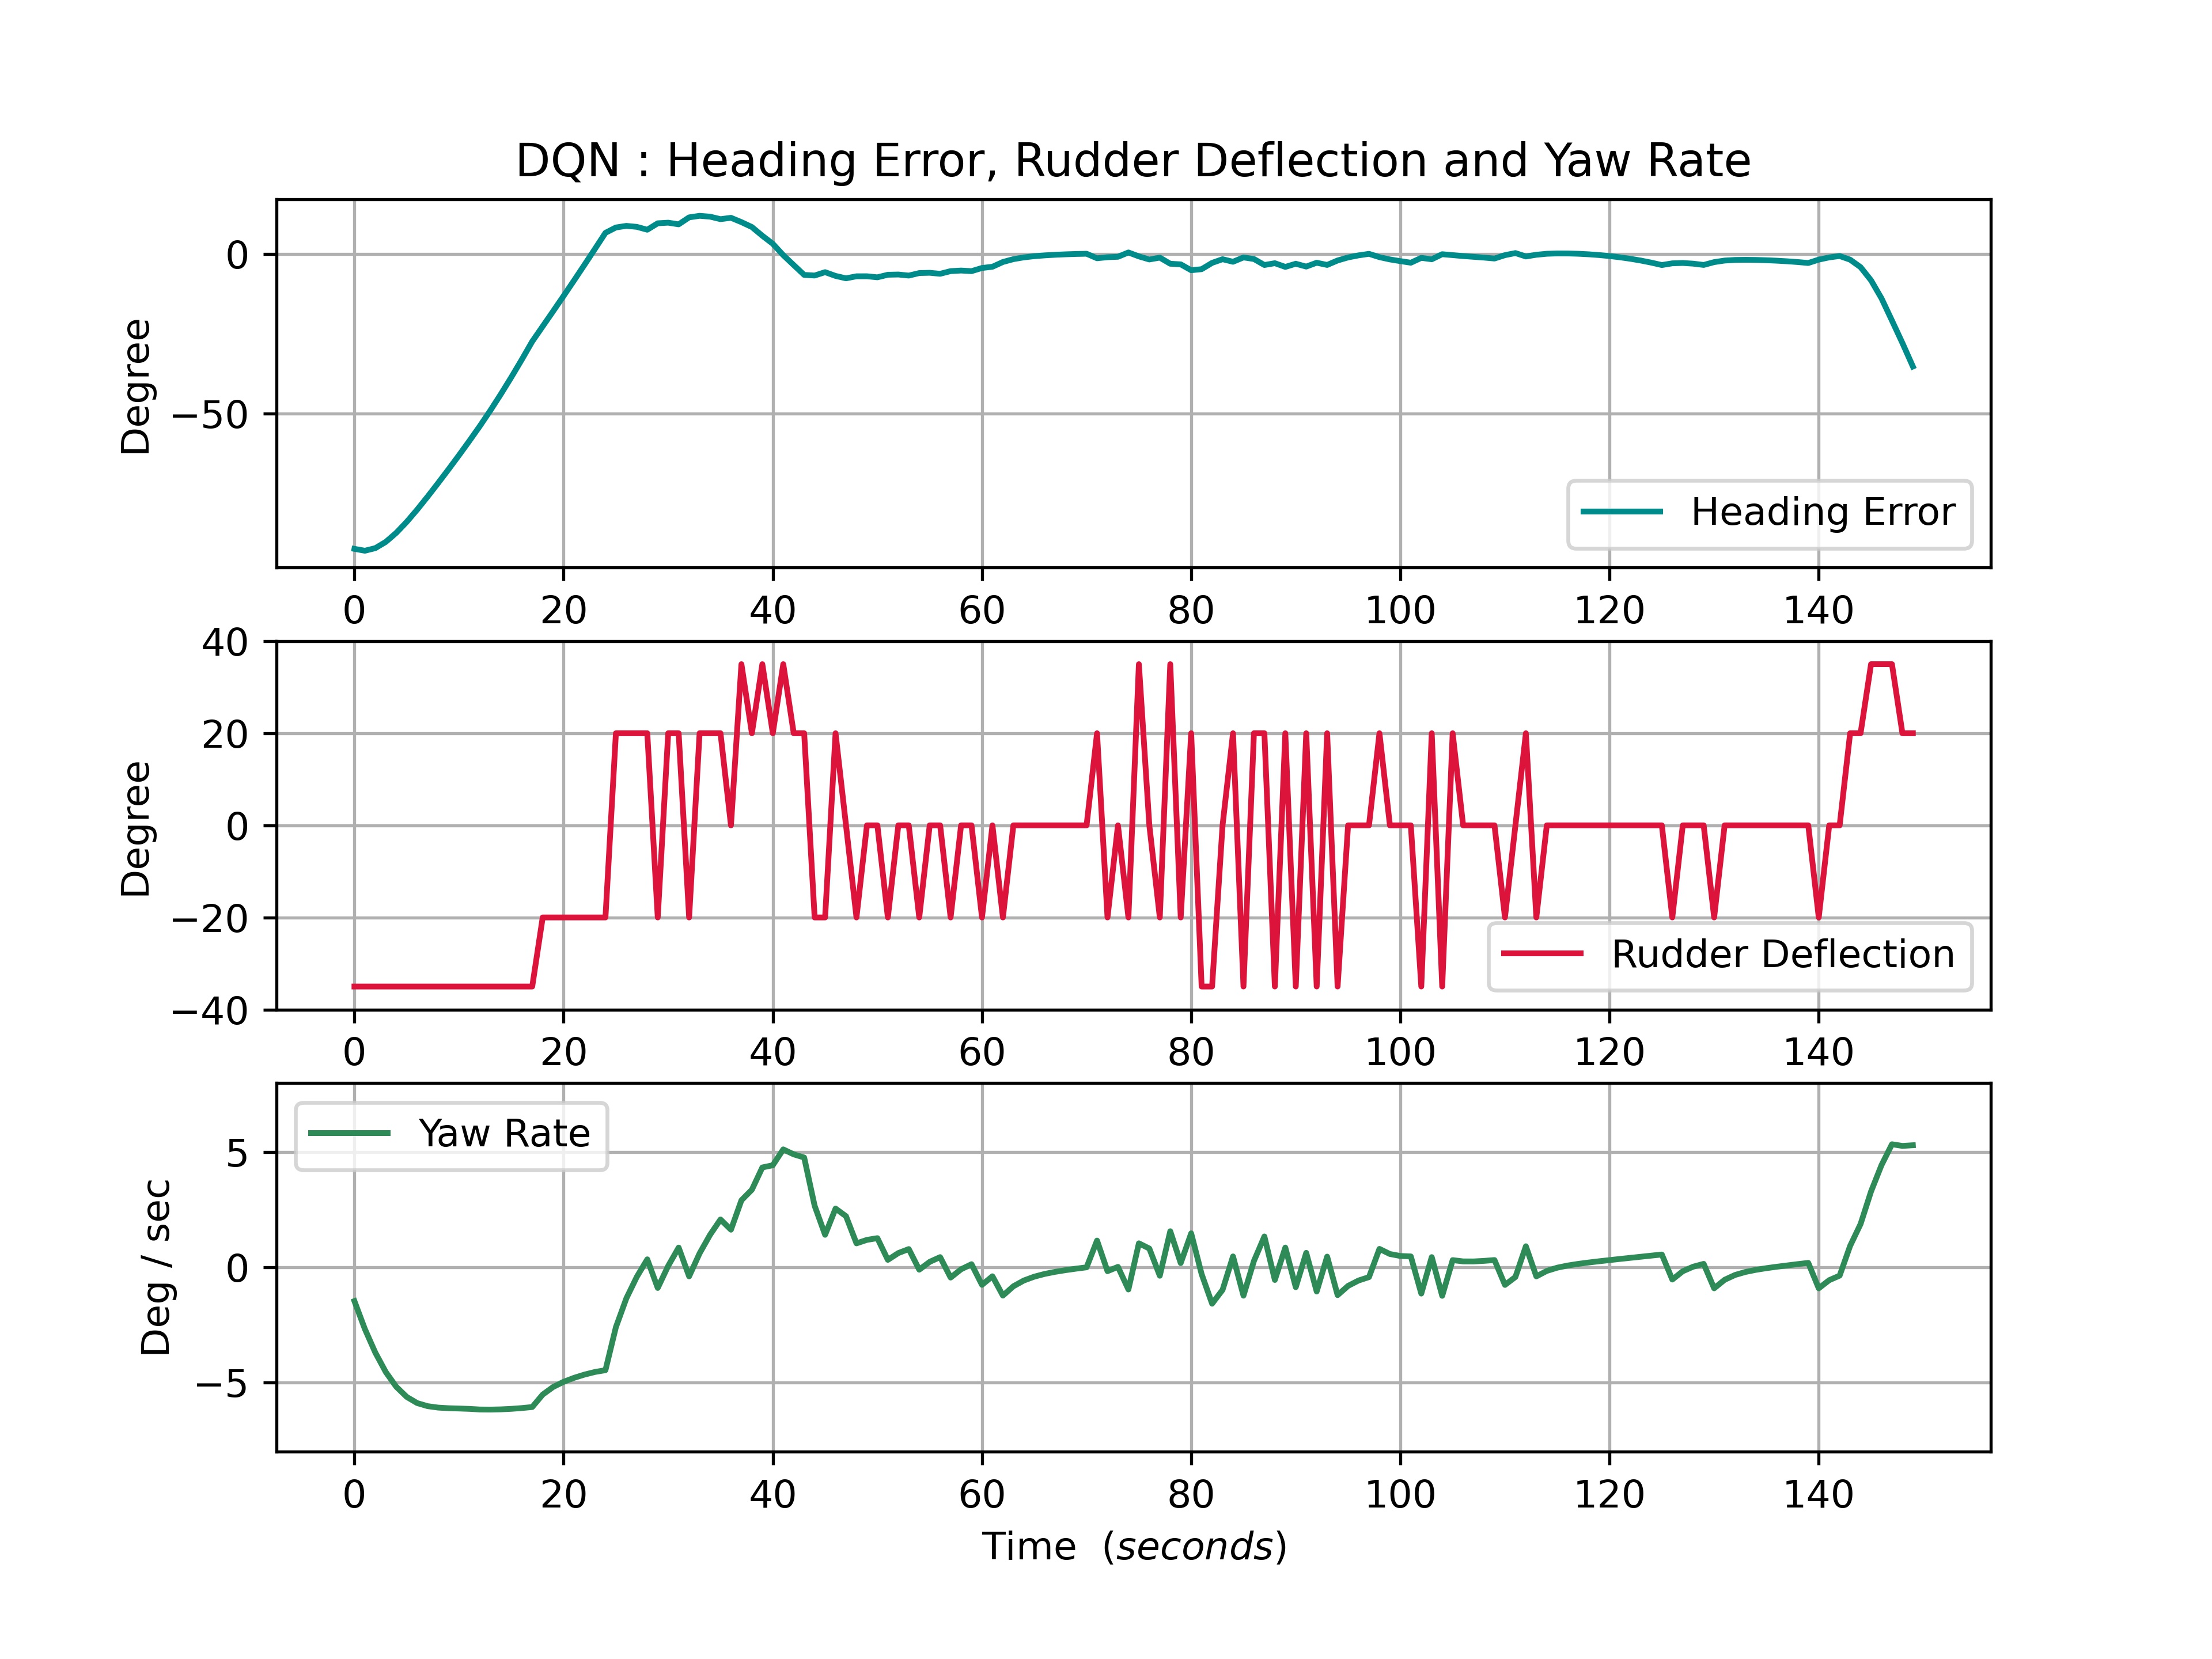 DQN : Heading Error, Rudder Deflection and Yaw Rate
0
−50
Degree
Heading Error
0 20 40 60 80 100 120 140
40
20
0
−20
−40
Degree
Rudder Deflection
0 20 40 60 80 100 120 140
Yaw Rate
5
0
−5
Deg / sec
0 20 40 60 80 100 120 140
Time (seconds)